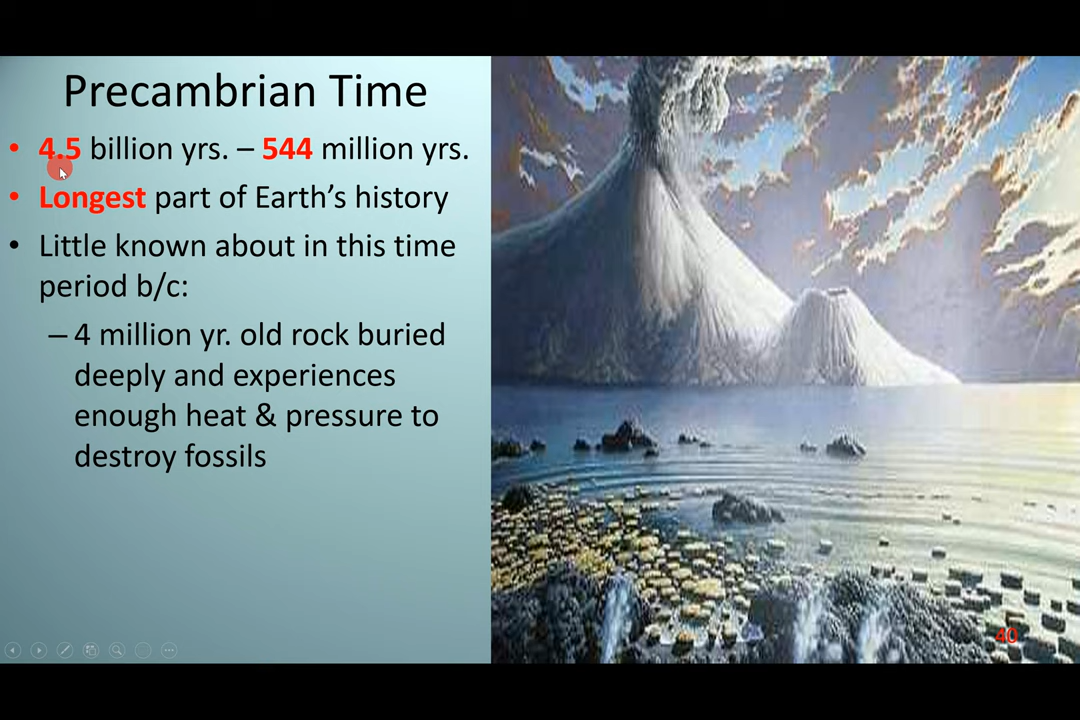 Precambrian Time
• 4.5 billion yrs. – 544 million yrs.
• Longest part of Earth’s history
• Little known about in this time
period b/c:
– 4 million yr. old rock buried
deeply and experiences
enough heat & pressure to
destroy fossils
40